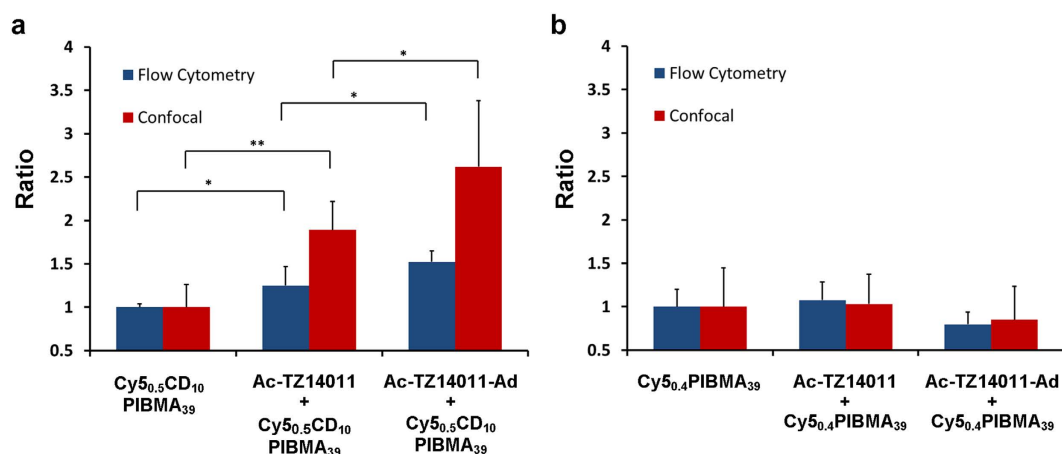 a
4
3.5
3
2.5
2
1.5
1
0.5
Ratio
Flow Cytometry
Confocal
*
**
*
*
Cy5₀.₅CD₁₀
PIBMA₃₉
Ac-TZ14011
+
Cy5₀.₅CD₁₀
PIBMA₃₉
Ac-TZ14011-Ad
+
Cy5₀.₅CD₁₀
PIBMA₃₉
b
4
3.5
3
2.5
2
1.5
1
0.5
Ratio
Flow Cytometry
Confocal
Cy5₀.₄PIBMA₃₉
Ac-TZ14011
+
Cy5₀.₄PIBMA₃₉
Ac-TZ14011-Ad
+
Cy5₀.₄PIBMA₃₉